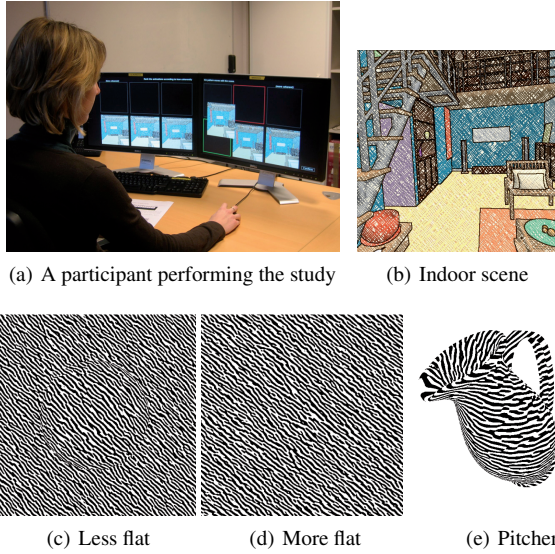 (a) A participant performing the study
(b) Indoor scene
(c) Less flat
(d) More flat
(e) Pitcher